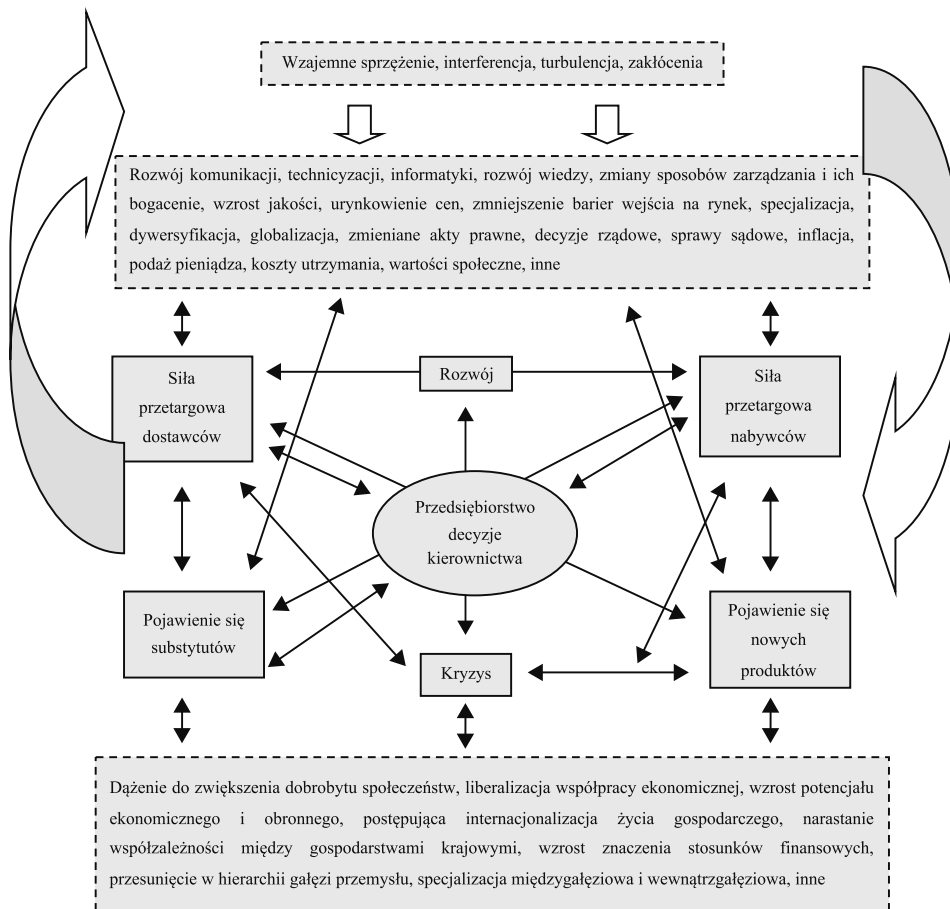 Wzajemne sprzężenie, interferencja, turbulencja, zakłócenia
Rozwój komunikacji, technicyzacji, informatyki, rozwój wiedzy, zmiany sposobów zarządzania i ich
bogacenie, wzrost jakości, urynkowienie cen, zmniejszenie barier wejścia na rynek, specjalizacja,
dywersyfikacja, globalizacja, zmieniane akty prawne, decyzje rządowe, sprawy sądowe, inflacja,
podaż pieniądza, koszty utrzymania, wartości społeczne, inne
Siła
przetargowa
dostawców
Rozwój
Siła
przetargowa
nabywców
Przedsiębiorstwo
decyzje
kierownictwa
Pojawienie się
substytutów
Kryzys
Pojawienie się
nowych
produktów
Dążenie do zwiększenia dobrobytu społeczeństw, liberalizacja współpracy ekonomicznej, wzrost potencjału
ekonomicznego i obronnego, postępująca internacjonalizacja życia gospodarczego, narastanie
współzależności między gospodarstwami krajowymi, wzrost znaczenia stosunków finansowych,
przesunięcie w hierarchii gałęzi przemysłu, specjalizacja międzygałęziowa i wewnątrzgałęziowa, inne